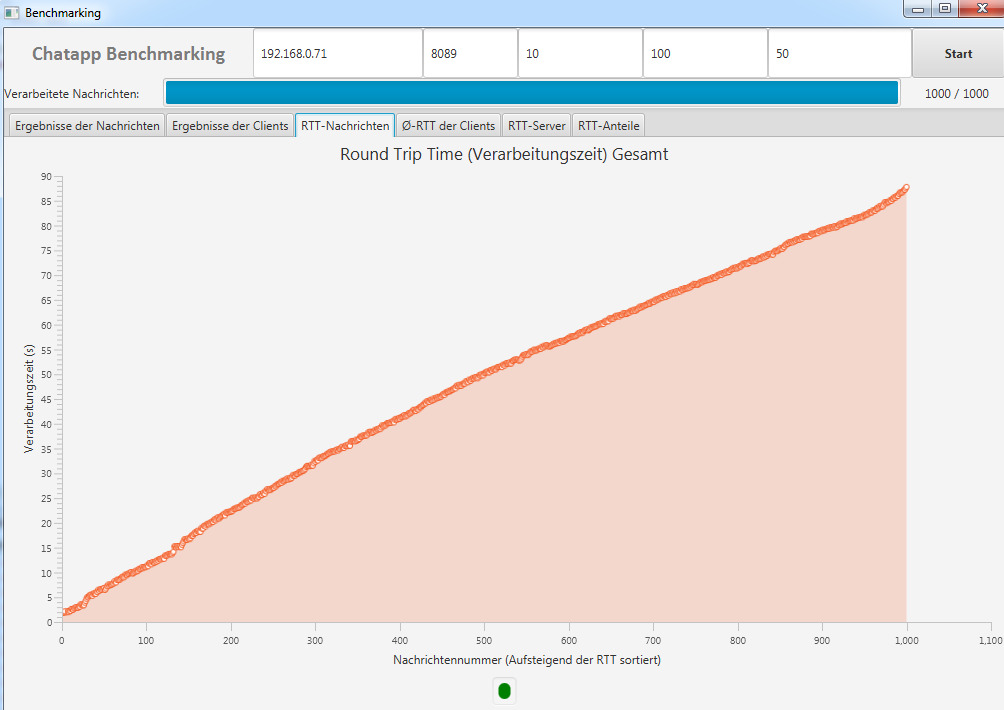 Benchmarking
Chatapp Benchmarking 192.168.0.71 8089 10 100 50 Start
Verarbeitete Nachrichten: 1000 / 1000
Ergebnisse der Nachrichten Ergebnisse der Clients RTT-Nachrichten Ø-RTT der Clients RTT-Server RTT-Anteile
Round Trip Time (Verarbeitungszeit) Gesamt
90
85
80
75
70
65
60
55
50
45
40
35
30
25
20
15
10
5
0
Verarbeitungszeit (s)
0 100 200 300 400 500 600 700 800 900 1,000 1,100
Nachrichtennummer (Aufsteigend der RTT sortiert)